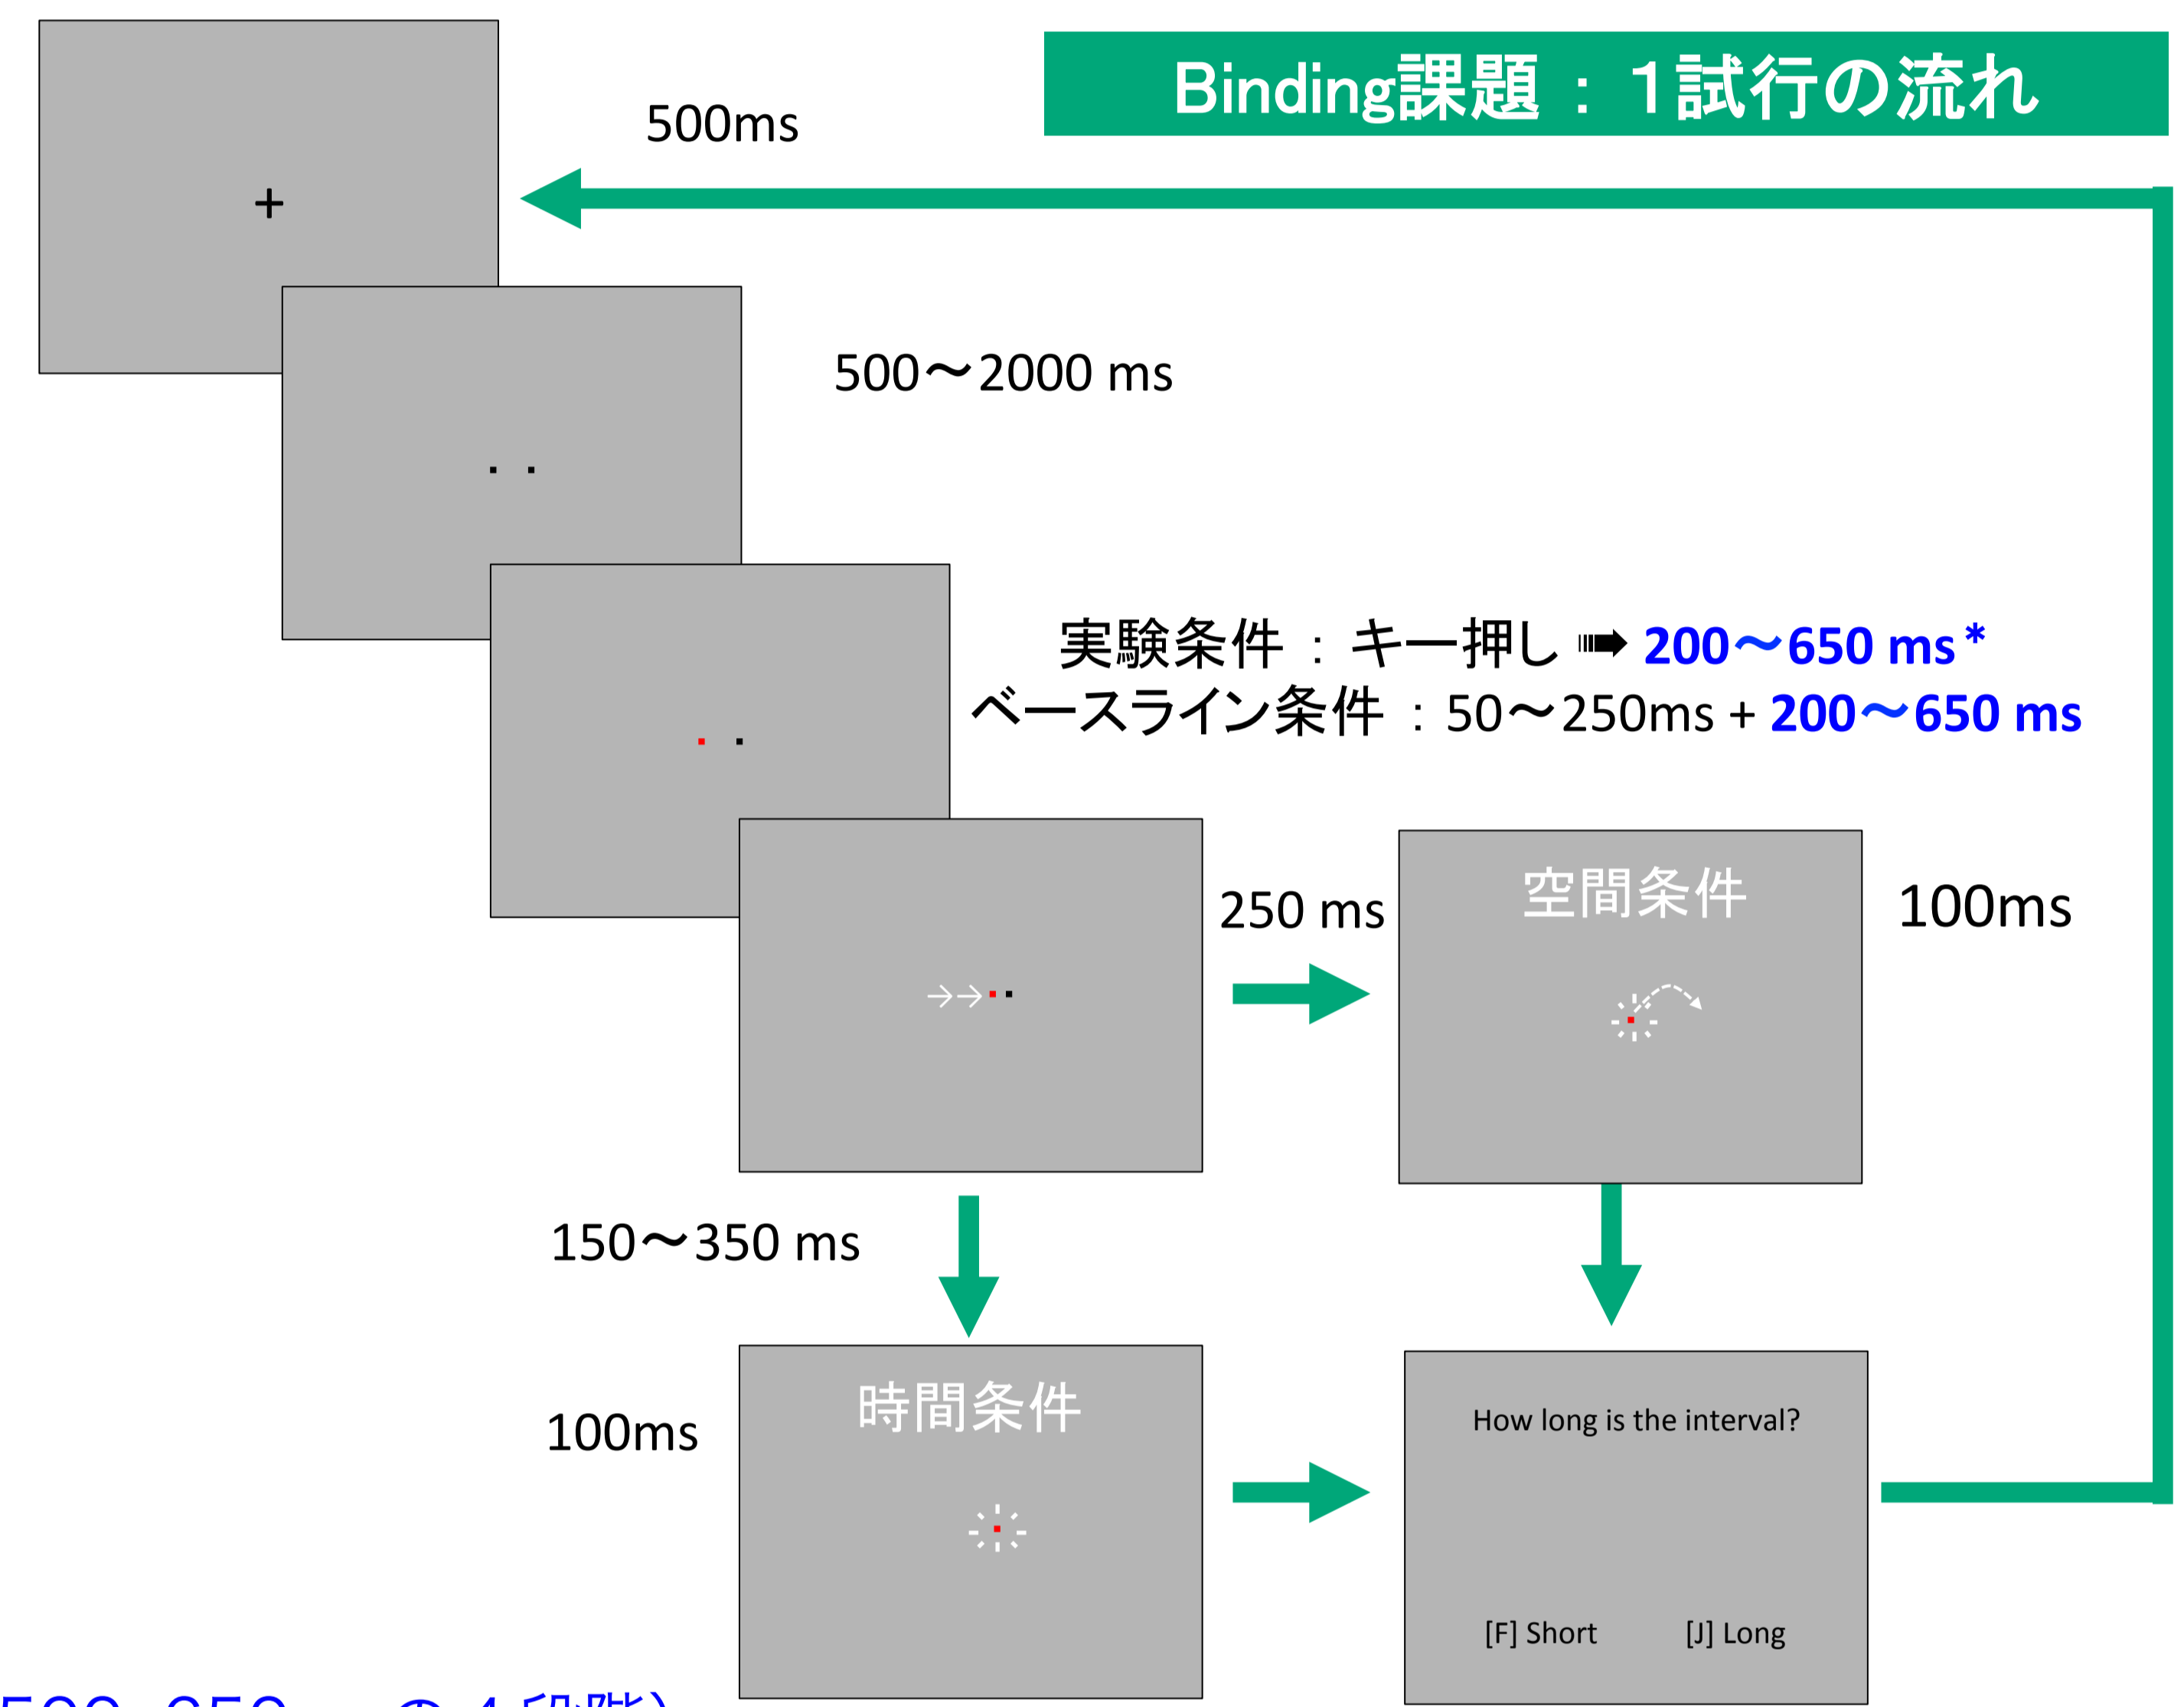 Binding課題：１試行の流れ
500ms
+
500～2000 ms
実験条件：キー押し➠200～650 ms*
ベースライン条件：50～250ms + 200～650 ms
250 ms
空間条件
100ms
150～350 ms
100ms
時間条件
How long is the interval?
[F] Short
[J] Long